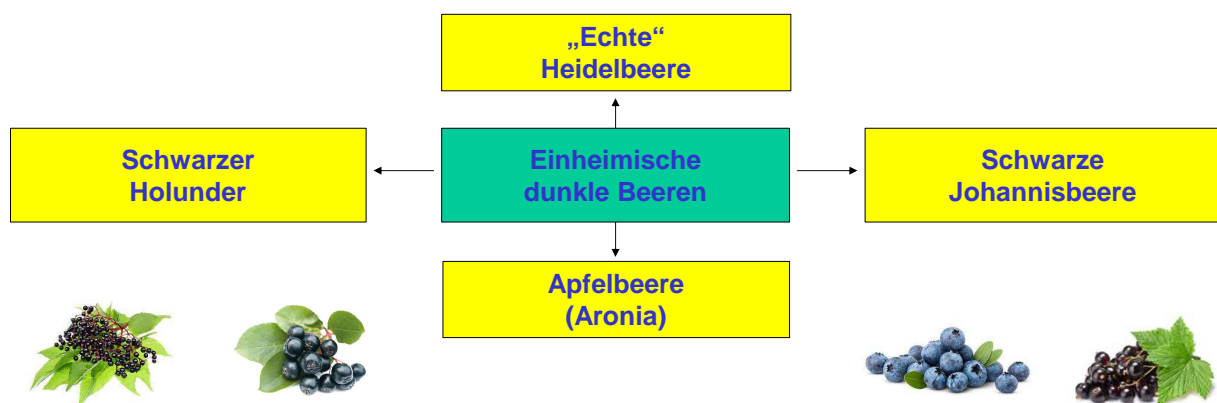 „Echte“
Heidelbeere
Schwarzer
Holunder
Einheimische
dunkle Beeren
Schwarze
Johannisbeere
Apfelbeere
(Aronia)